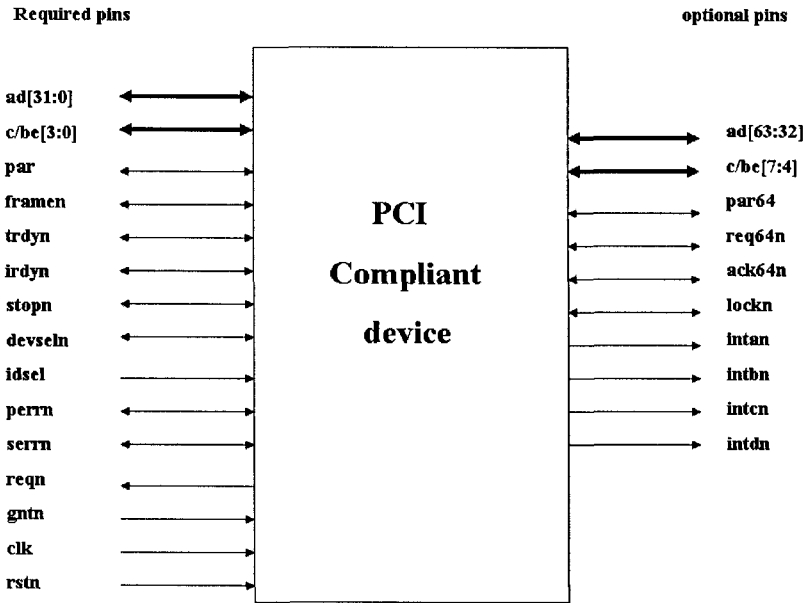 Required pins
optional pins
ad[31:0]
c/be[3:0]
par
framen
trdyn
irdyn
stopn
devseln
idsel
perrn
serrn
reqn
gntn
clk
rstn
PCI
Compliant
device
ad[63:32]
c/be[7:4]
par64
req64n
ack64n
lockn
intan
intbn
intcn
intdn